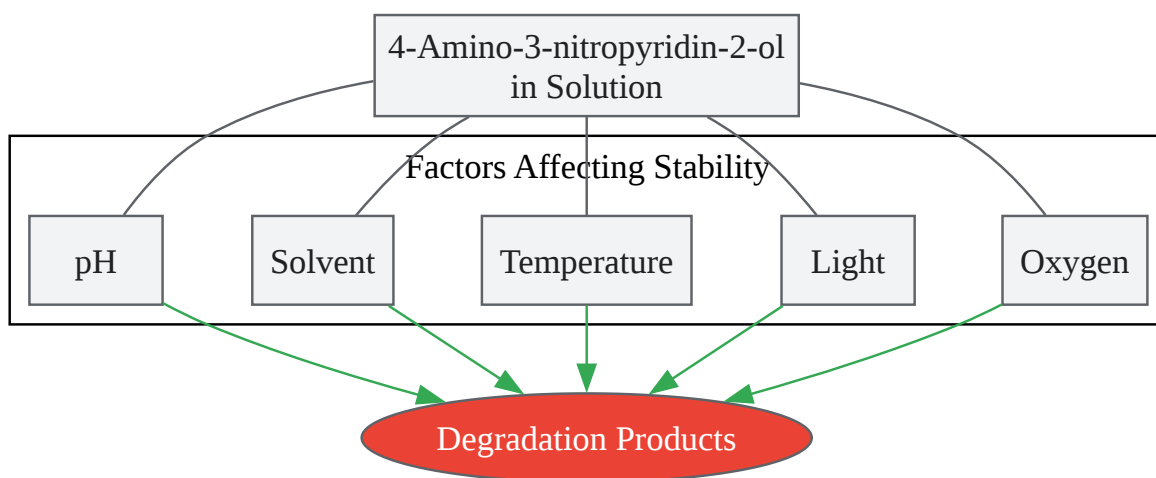 4-Amino-3-nitropyridin-2-ol
in Solution
Factors Affecting Stability
pH
Solvent
Temperature
Light
Oxygen
Degradation Products